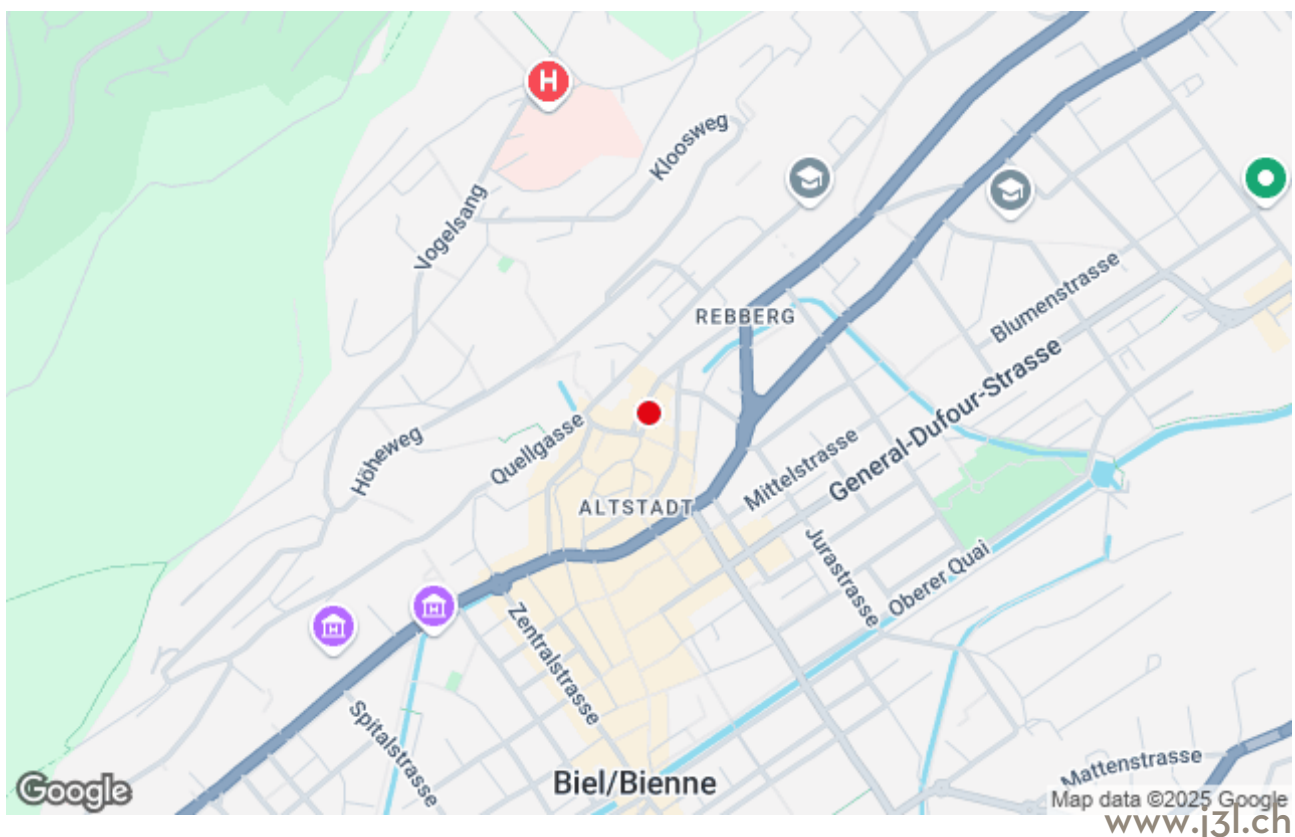 H
Kloosweg
Vogelsang
REBBERG
Blumenstrasse
General-Dufour-Strasse
Höheweg
Quellgasse
Mittelstrasse
ALTSTADT
Jurastrasse
Oberer Quai
Zentralstrasse
Spitalstrasse
Biel/Bienne
Mattenstrasse
Google
Map data ©2025 Google
www.j3l.ch